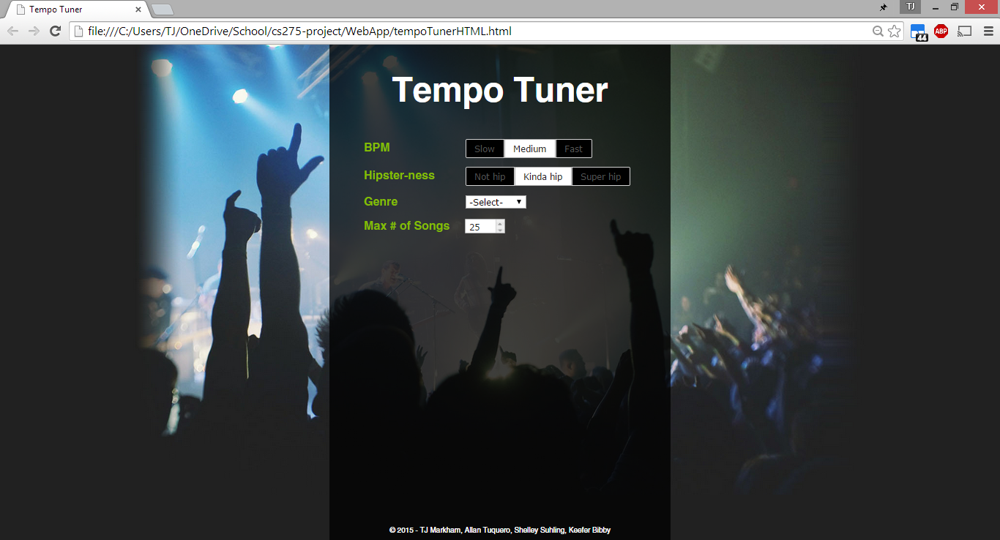 Tempo Tuner
TJ
file:///C:/Users/TJ/OneDrive/School/cs275-project/WebApp/tempoTunerHTML.html
44
ABP
Tempo Tuner
BPM Slow Medium Fast
Hipster-ness Not hip Kinda hip Super hip
Genre -Select-
Max # of Songs 25
© 2015 - TJ Markham, Allan Tuquero, Shelley Suhling, Keefer Bibby